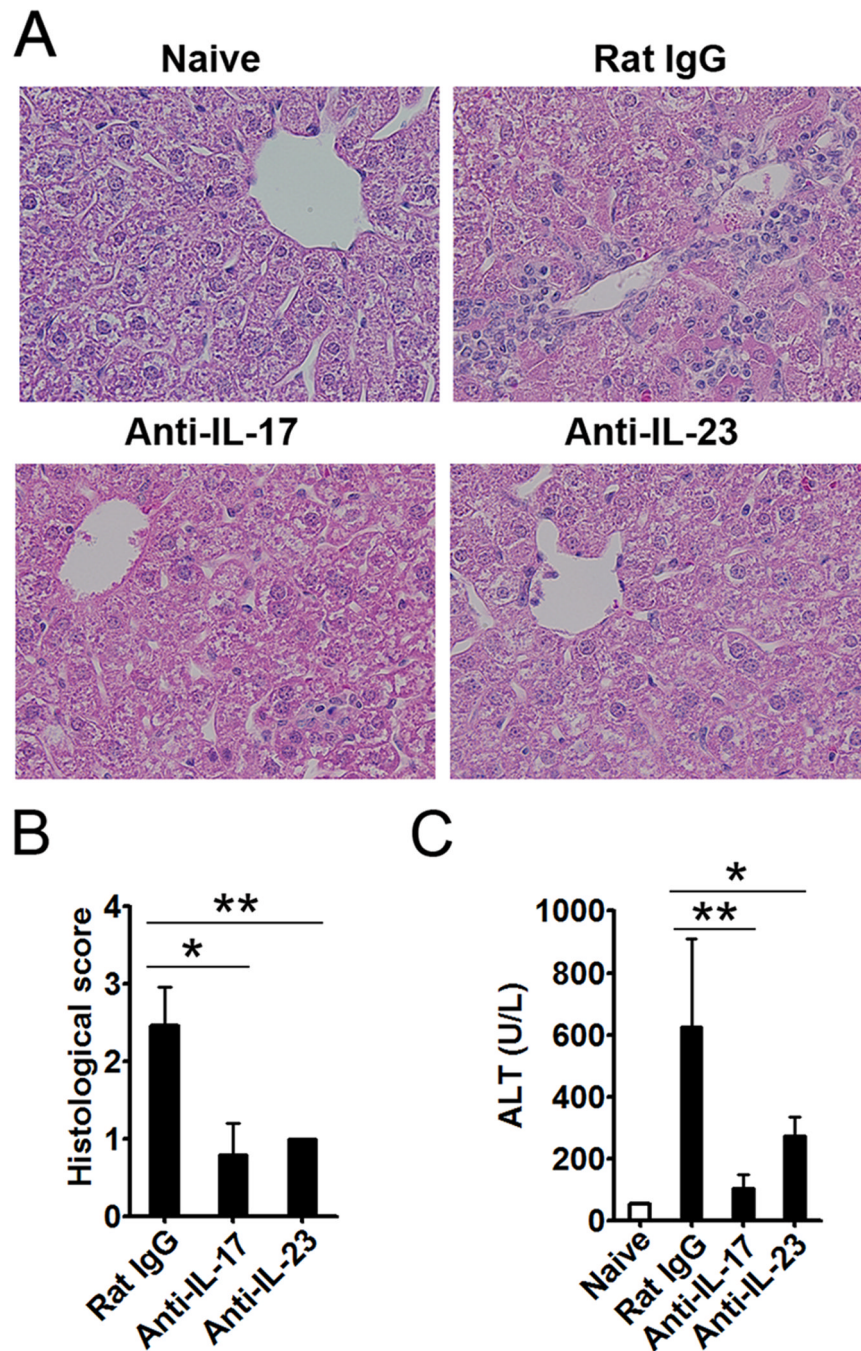 A
Naive
Rat IgG
Anti-IL-17
Anti-IL-23
B
Histological score
4
3
2
1
0
**
*
Rat IgG
Anti-IL-17
Anti-IL-23
C
ALT (U/L)
1000
800
600
400
200
0
*
**
Naive
Rat IgG
Anti-IL-17
Anti-IL-23